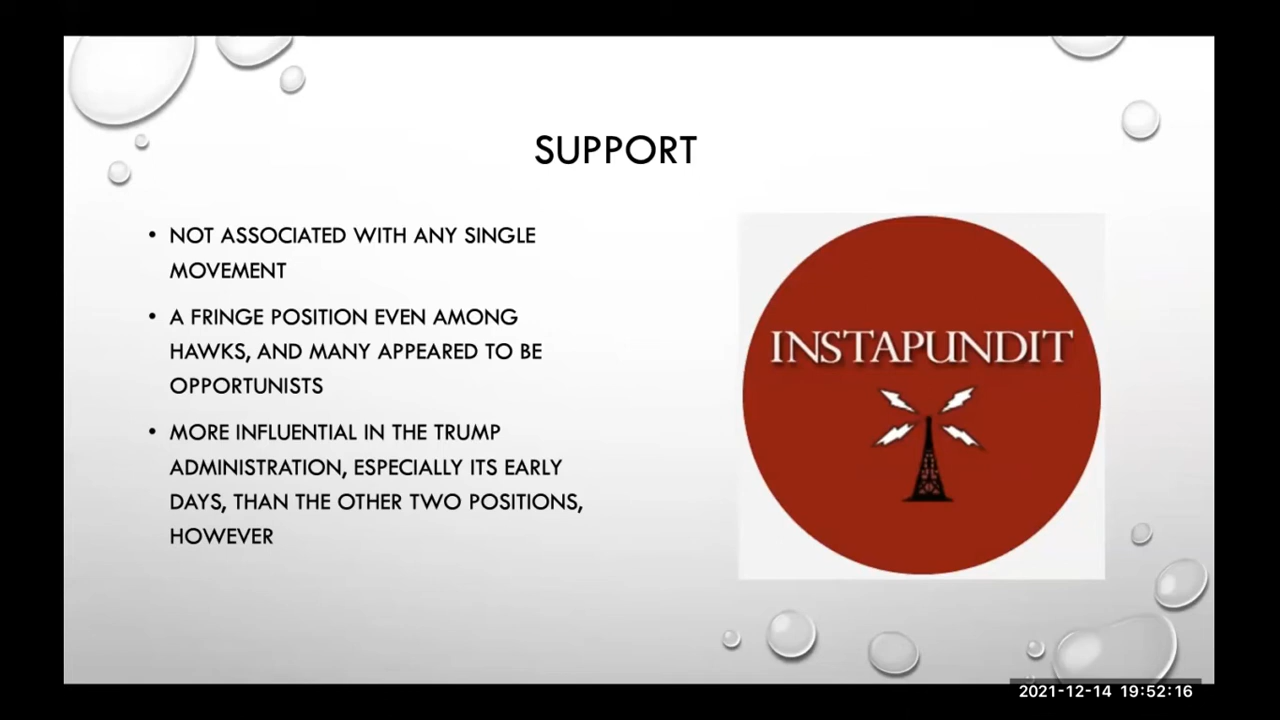 SUPPORT
• NOT ASSOCIATED WITH ANY SINGLE
MOVEMENT
• A FRINGE POSITION EVEN AMONG
HAWKS, AND MANY APPEARED TO BE
OPPORTUNISTS
• MORE INFLUENTIAL IN THE TRUMP
ADMINISTRATION, ESPECIALLY ITS EARLY
DAYS, THAN THE OTHER TWO POSITIONS,
HOWEVER
INSTAPUNDIT
2021-12-14 19:52:16